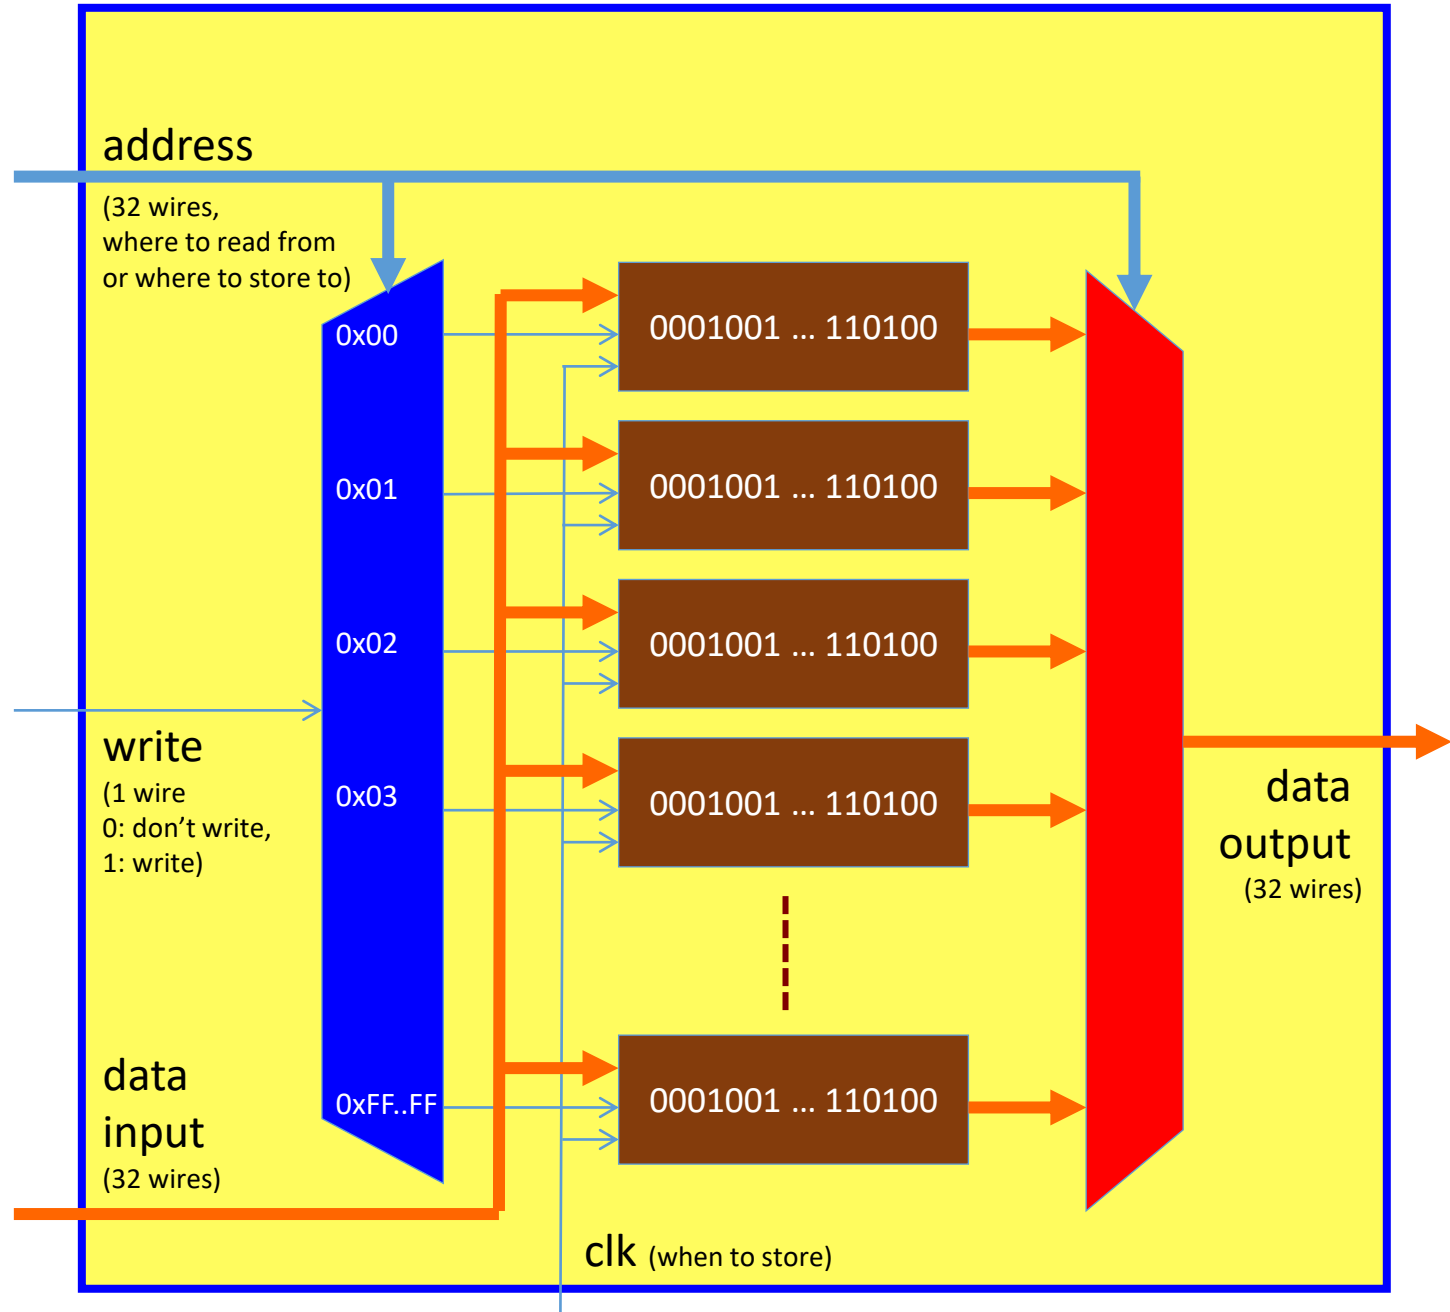 address
(32 wires,
where to read from
or where to store to)
0x00
0001001 ... 110100
0x01
0001001 ... 110100
0x02
0001001 ... 110100
write
(1 wire
0: don’t write,
1: write)
0x03
0001001 ... 110100
data
output
(32 wires)
data
input
(32 wires)
0xFF..FF
0001001 ... 110100
clk (when to store)